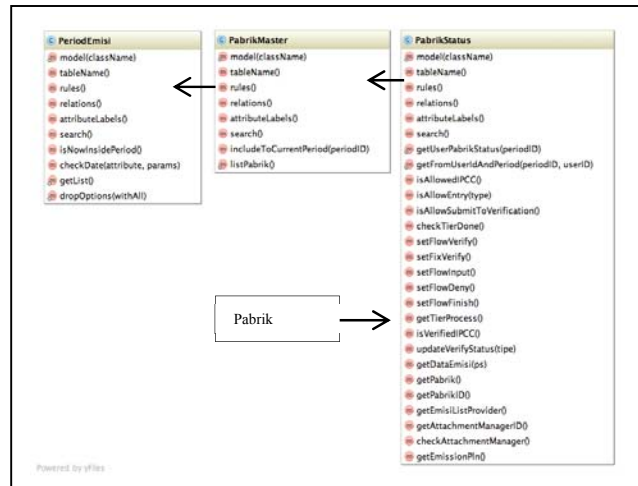 PeriodEmisi
model(className)
tableName()
rules()
relations()
attributeLabels()
search()
isNowInsidePeriod()
checkDate(attribute, params)
getList()
dropOptions(withAll)
PabrikMaster
model(className)
tableName()
rules()
relations()
attributeLabels()
search()
includeToCurrentPeriod(periodID)
listPabrik()
PabrikStatus
model(className)
tableName()
rules()
relations()
attributeLabels()
search()
getUserPabrikStatus(periodID)
getFromUserIdAndPeriod(periodID, userID)
isAllowedIPCC()
isAllowEntry(type)
isAllowSubmitToVerification()
checkTierDone()
setFlowVerify()
setFixVerify()
setFlowInput()
setFlowDeny()
setFlowFinish()
getTierProcess()
isVerifiedIPCC()
updateVerifyStatus(tipe)
getDataEmisi(ps)
getPabrik()
getPabrikID()
getEmisiListProvider()
getAttachmentManagerID()
checkAttachmentManager()
getEmissionPln()
Pabrik
Powered by yFiles